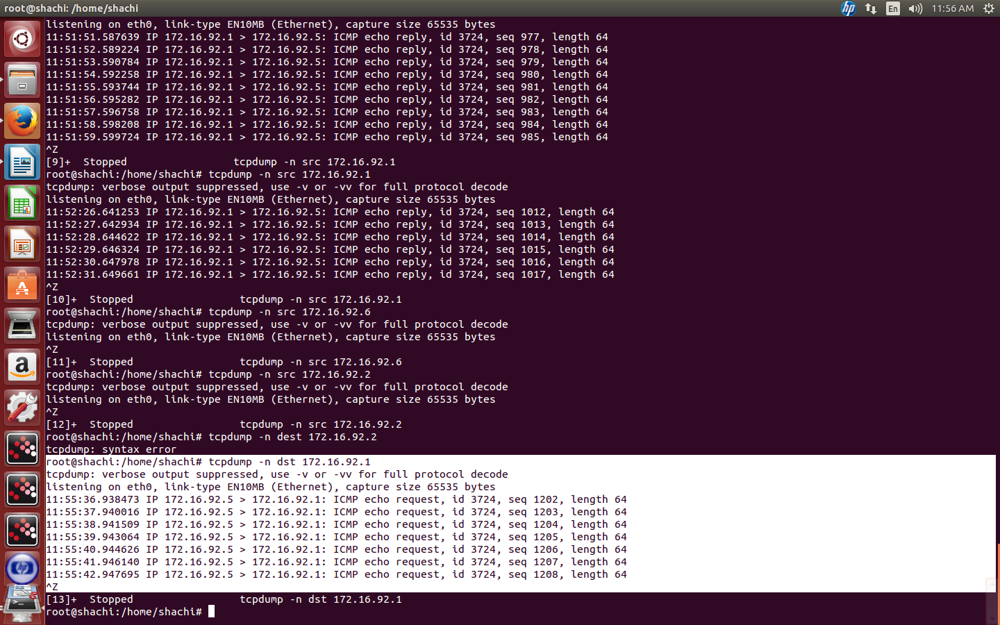 root@shachi: /home/shachi
En
11:56 AM
listening on eth0, link-type EN10MB (Ethernet), capture size 65535 bytes
11:51:51.587639 IP 172.16.92.1 > 172.16.92.5: ICMP echo reply, id 3724, seq 977, length 64
11:51:52.589224 IP 172.16.92.1 > 172.16.92.5: ICMP echo reply, id 3724, seq 978, length 64
11:51:53.590784 IP 172.16.92.1 > 172.16.92.5: ICMP echo reply, id 3724, seq 979, length 64
11:51:54.592258 IP 172.16.92.1 > 172.16.92.5: ICMP echo reply, id 3724, seq 980, length 64
11:51:55.593744 IP 172.16.92.1 > 172.16.92.5: ICMP echo reply, id 3724, seq 981, length 64
11:51:56.595282 IP 172.16.92.1 > 172.16.92.5: ICMP echo reply, id 3724, seq 982, length 64
11:51:57.596758 IP 172.16.92.1 > 172.16.92.5: ICMP echo reply, id 3724, seq 983, length 64
11:51:58.598208 IP 172.16.92.1 > 172.16.92.5: ICMP echo reply, id 3724, seq 984, length 64
11:51:59.599724 IP 172.16.92.1 > 172.16.92.5: ICMP echo reply, id 3724, seq 985, length 64
^Z
[9]+  Stopped                 tcpdump -n src 172.16.92.1
root@shachi:/home/shachi# tcpdump -n src 172.16.92.1
tcpdump: verbose output suppressed, use -v or -vv for full protocol decode
listening on eth0, link-type EN10MB (Ethernet), capture size 65535 bytes
11:52:26.641253 IP 172.16.92.1 > 172.16.92.5: ICMP echo reply, id 3724, seq 1012, length 64
11:52:27.642934 IP 172.16.92.1 > 172.16.92.5: ICMP echo reply, id 3724, seq 1013, length 64
11:52:28.644622 IP 172.16.92.1 > 172.16.92.5: ICMP echo reply, id 3724, seq 1014, length 64
11:52:29.646324 IP 172.16.92.1 > 172.16.92.5: ICMP echo reply, id 3724, seq 1015, length 64
11:52:30.647978 IP 172.16.92.1 > 172.16.92.5: ICMP echo reply, id 3724, seq 1016, length 64
11:52:31.649661 IP 172.16.92.1 > 172.16.92.5: ICMP echo reply, id 3724, seq 1017, length 64
^Z
[10]+  Stopped                 tcpdump -n src 172.16.92.1
root@shachi:/home/shachi# tcpdump -n src 172.16.92.6
tcpdump: verbose output suppressed, use -v or -vv for full protocol decode
listening on eth0, link-type EN10MB (Ethernet), capture size 65535 bytes
^Z
[11]+  Stopped                 tcpdump -n src 172.16.92.6
root@shachi:/home/shachi# tcpdump -n src 172.16.92.2
tcpdump: verbose output suppressed, use -v or -vv for full protocol decode
listening on eth0, link-type EN10MB (Ethernet), capture size 65535 bytes
^Z
[12]+  Stopped                 tcpdump -n src 172.16.92.2
root@shachi:/home/shachi# tcpdump -n dest 172.16.92.2
tcpdump: syntax error
root@shachi:/home/shachi# tcpdump -n dst 172.16.92.1
tcpdump: verbose output suppressed, use -v or -vv for full protocol decode
listening on eth0, link-type EN10MB (Ethernet), capture size 65535 bytes
11:55:36.938473 IP 172.16.92.5 > 172.16.92.1: ICMP echo request, id 3724, seq 1202, length 64
11:55:37.940016 IP 172.16.92.5 > 172.16.92.1: ICMP echo request, id 3724, seq 1203, length 64
11:55:38.941509 IP 172.16.92.5 > 172.16.92.1: ICMP echo request, id 3724, seq 1204, length 64
11:55:39.943064 IP 172.16.92.5 > 172.16.92.1: ICMP echo request, id 3724, seq 1205, length 64
11:55:40.944626 IP 172.16.92.5 > 172.16.92.1: ICMP echo request, id 3724, seq 1206, length 64
11:55:41.946140 IP 172.16.92.5 > 172.16.92.1: ICMP echo request, id 3724, seq 1207, length 64
11:55:42.947695 IP 172.16.92.5 > 172.16.92.1: ICMP echo request, id 3724, seq 1208, length 64
^Z
[13]+  Stopped                 tcpdump -n dst 172.16.92.1
root@shachi:/home/shachi#